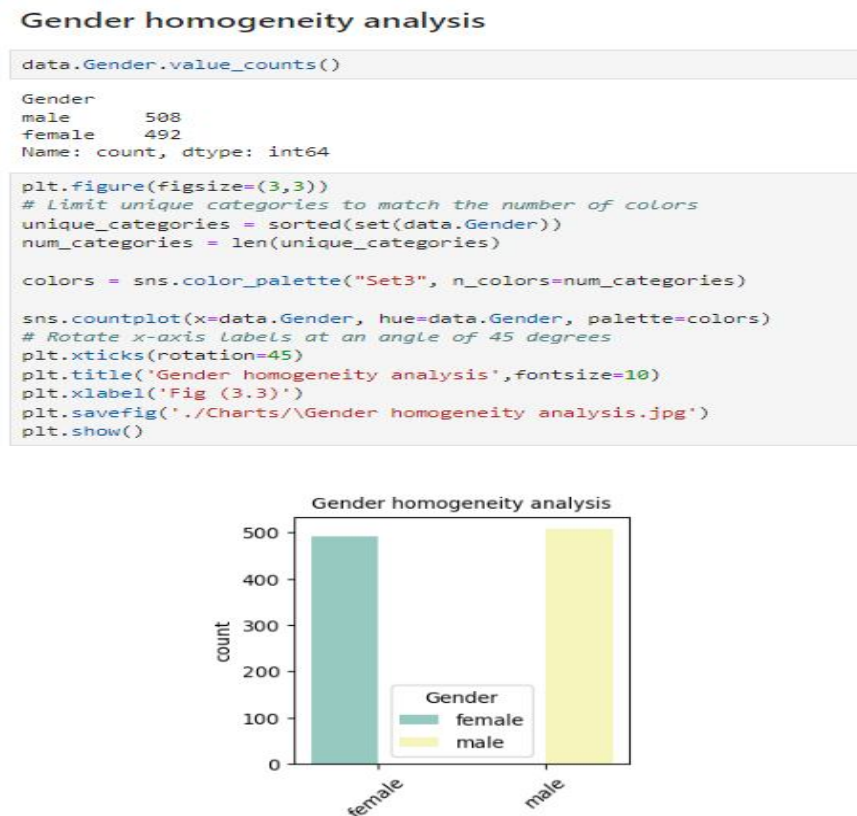 Gender homogeneity analysis
data.Gender.value_counts()
Gender
male 508
female 492
Name: count, dtype: int64
plt.figure(figsize=(3,3))
# Limit unique categories to match the number of colors
unique_categories = sorted(set(data.Gender))
num_categories = len(unique_categories)
colors = sns.color_palette("Set3", n_colors=num_categories)
sns.countplot(x=data.Gender, hue=data.Gender, palette=colors)
# Rotate x-axis labels at an angle of 45 degrees
plt.xticks(rotation=45)
plt.title('Gender homogeneity analysis',fontsize=10)
plt.xlabel('Fig (3.3)')
plt.savefig('./Charts/\Gender homogeneity analysis.jpg')
plt.show()
Gender homogeneity analysis
500
400
300
200
100
0
count
Gender
female
male
female
male